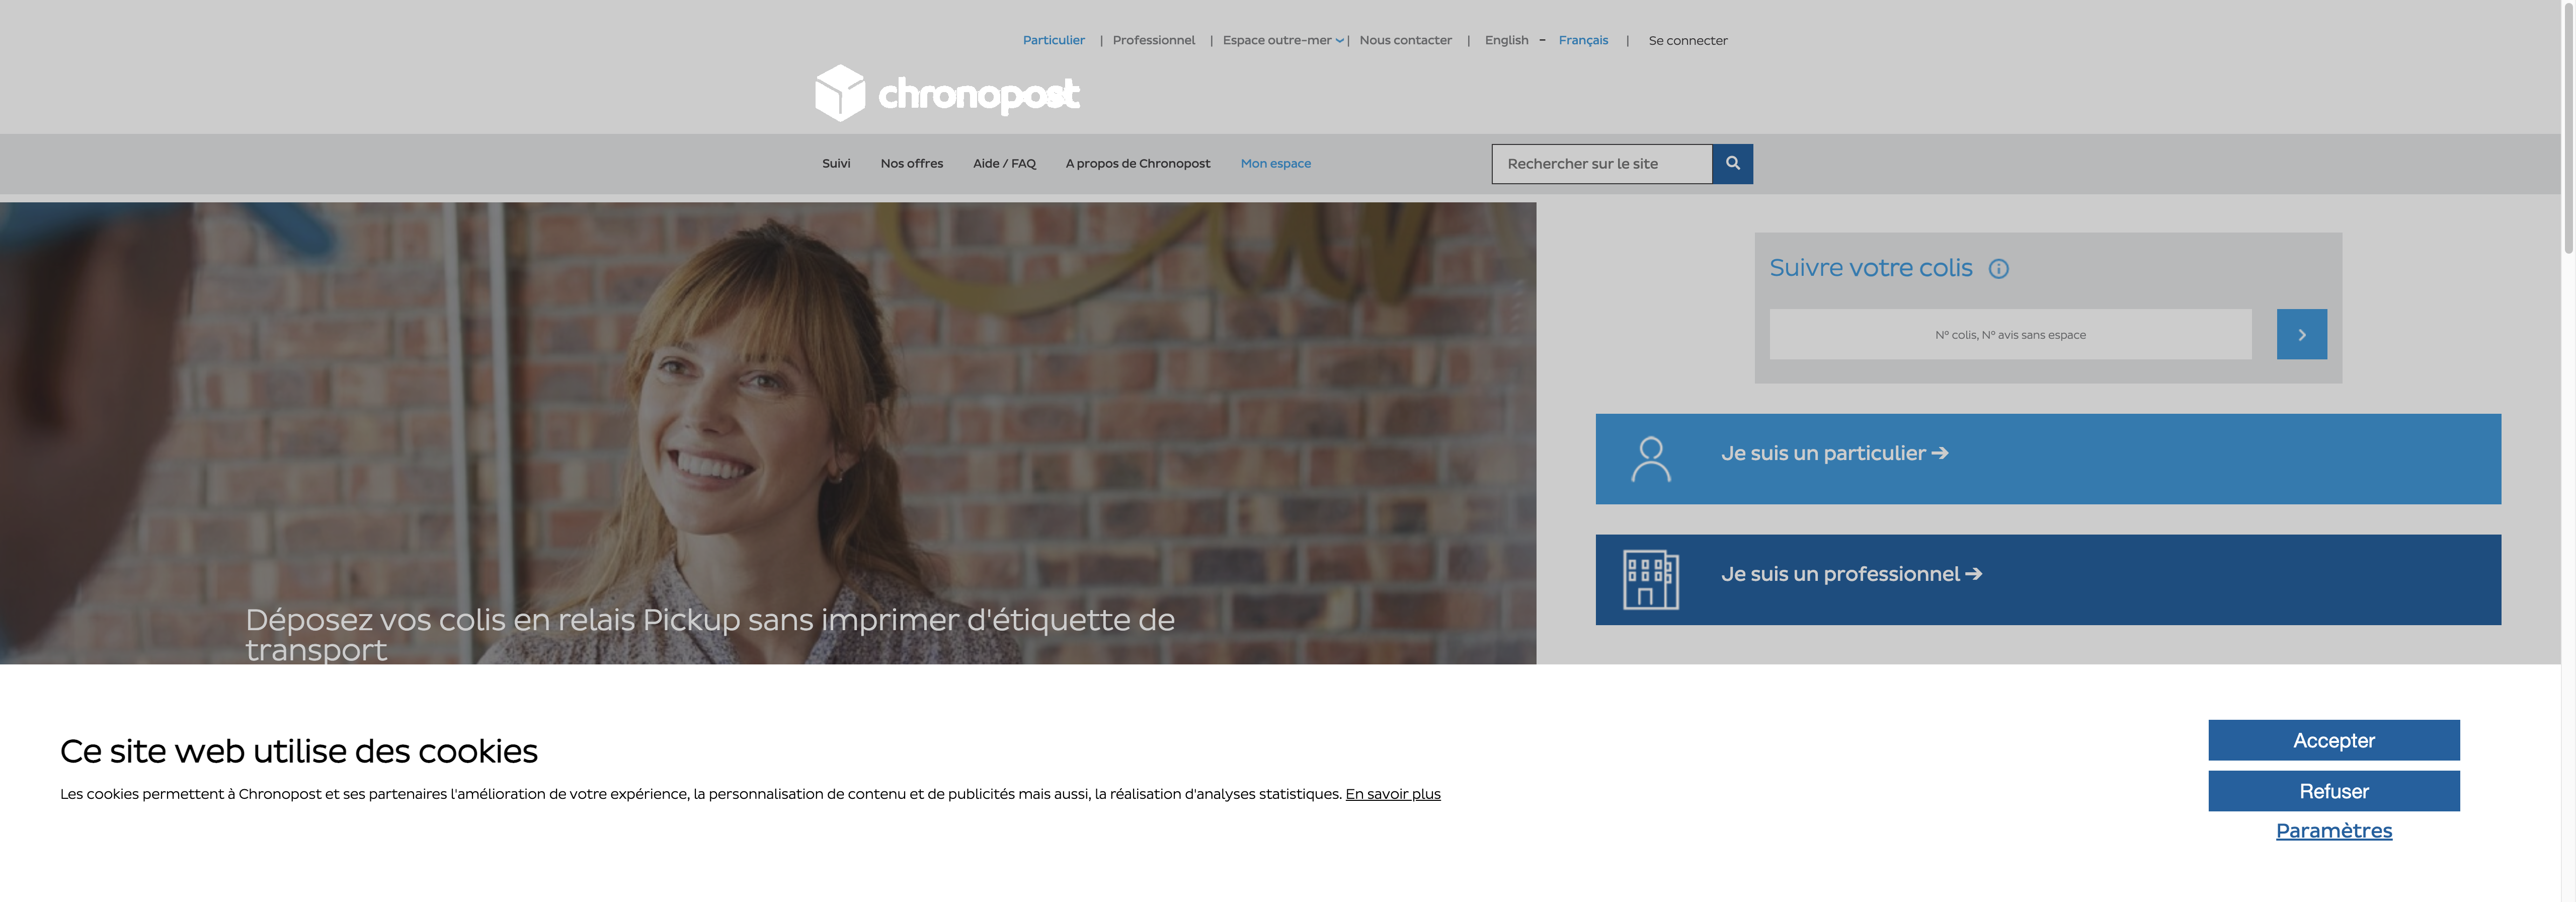 Particulier | Professionnel | Espace outre-mer | Nous contacter | English - Français | Se connecter
chronopost
Suivi Nos offres Aide / FAQ A propos de Chronopost Mon espace Rechercher sur le site
Suivre votre colis
N° colis, N° avis sans espace
Je suis un particulier →
Je suis un professionnel →
Déposez vos colis en relais Pickup sans imprimer d'étiquette de
transport
Ce site web utilise des cookies
Les cookies permettent à Chronopost et ses partenaires l'amélioration de votre expérience, la personnalisation de contenu et de publicités mais aussi, la réalisation d'analyses statistiques. En savoir plus
Accepter
Refuser
Paramètres